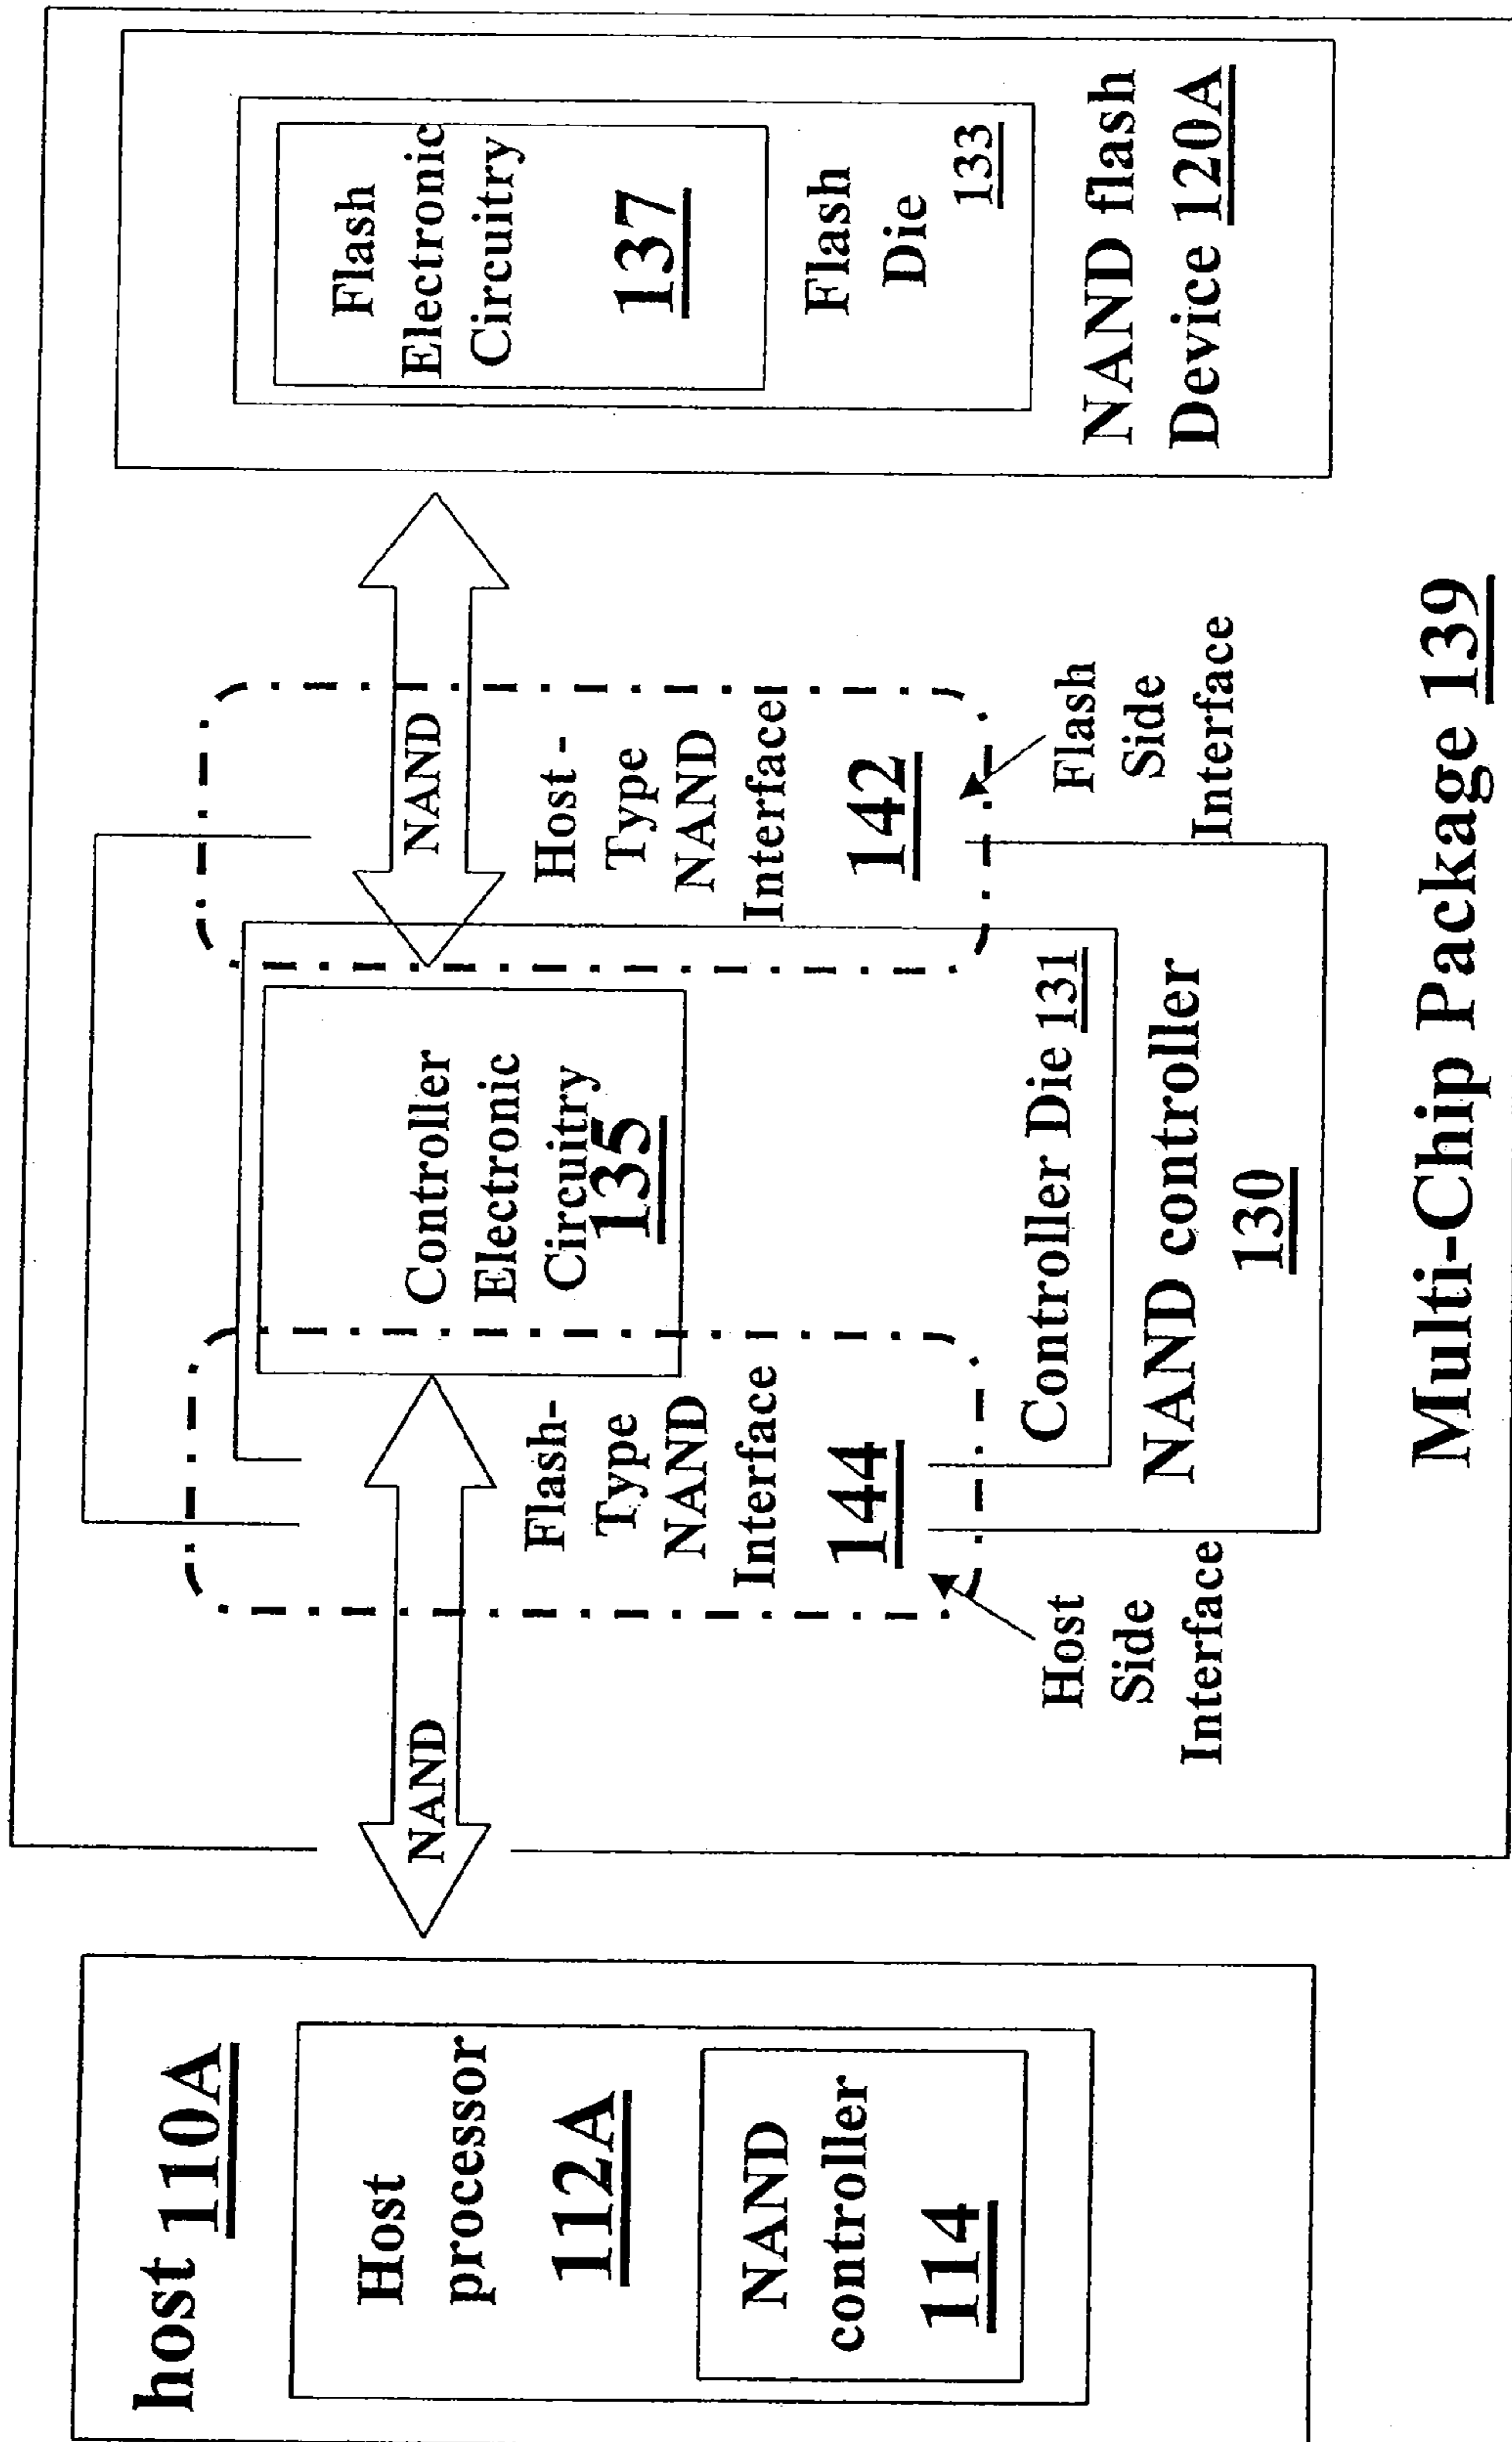 host 110A
Host
processor
112A
NAND
controller
114
NAND
Flash-
Type
NAND
Interface
144
Host
Side
Interface
Controller
Electronic
Circuitry
135
Controller Die 131
NAND controller
130
NAND
Host -
Type
NAND
Interface
142
Flash
Side
Interface
Flash
Electronic
Circuitry
137
Flash
Die
133
NAND flash
Device 120A
Multi-Chip Package 139